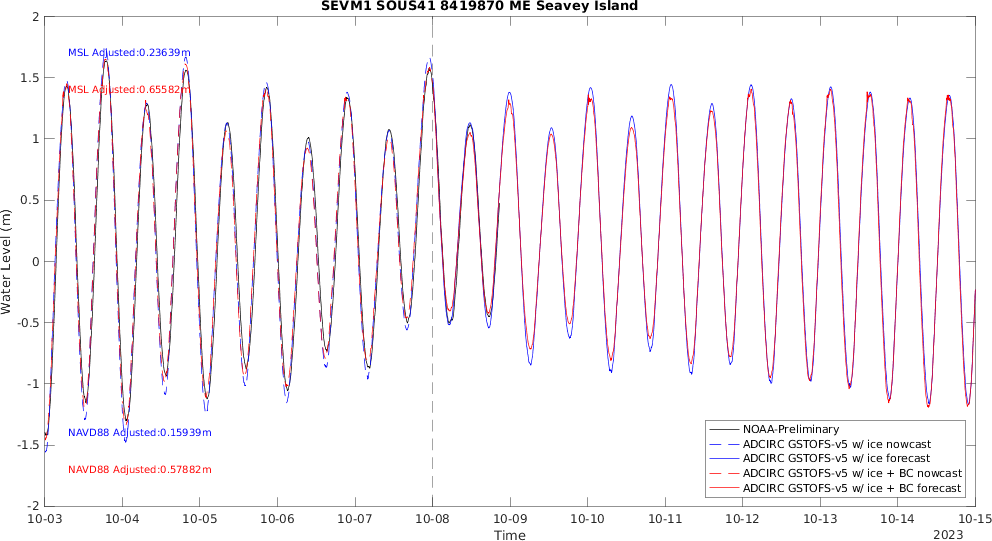 SEVM1 SOUS41 8419870 ME Seavey Island
2
1.5
1
0.5
0
-0.5
-1
-1.5
-2
Water Level (m)
MSL Adjusted:0.23639m
MSL Adjusted:0.65582m
NAVD88 Adjusted:0.15939m
NAVD88 Adjusted:0.57882m
NOAA-Preliminary
ADCIRC GSTOFS-v5 w/ ice nowcast
ADCIRC GSTOFS-v5 w/ ice forecast
ADCIRC GSTOFS-v5 w/ ice + BC nowcast
ADCIRC GSTOFS-v5 w/ ice + BC forecast
10-03 10-04 10-05 10-06 10-07 10-08 10-09 10-10 10-11 10-12 10-13 10-14 10-15
Time
2023